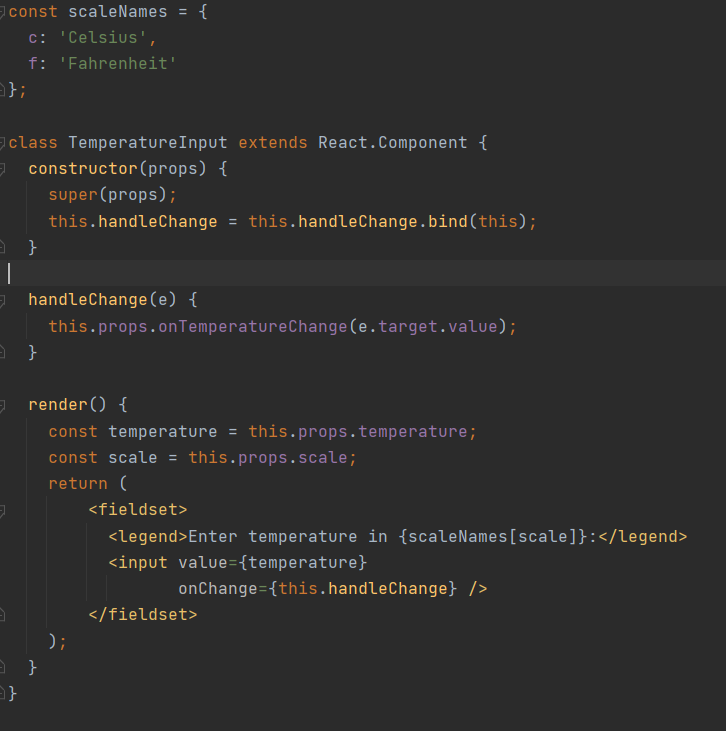 const scaleNames = {
  c: 'Celsius',
  f: 'Fahrenheit'
};

class TemperatureInput extends React.Component {
  constructor(props) {
    super(props);
    this.handleChange = this.handleChange.bind(this);
  }

  handleChange(e) {
    this.props.onTemperatureChange(e.target.value);
  }

  render() {
    const temperature = this.props.temperature;
    const scale = this.props.scale;
    return (
        <fieldset>
          <legend>Enter temperature in {scaleNames[scale]}:</legend>
          <input value={temperature}
                 onChange={this.handleChange} />
        </fieldset>
    );
  }
}